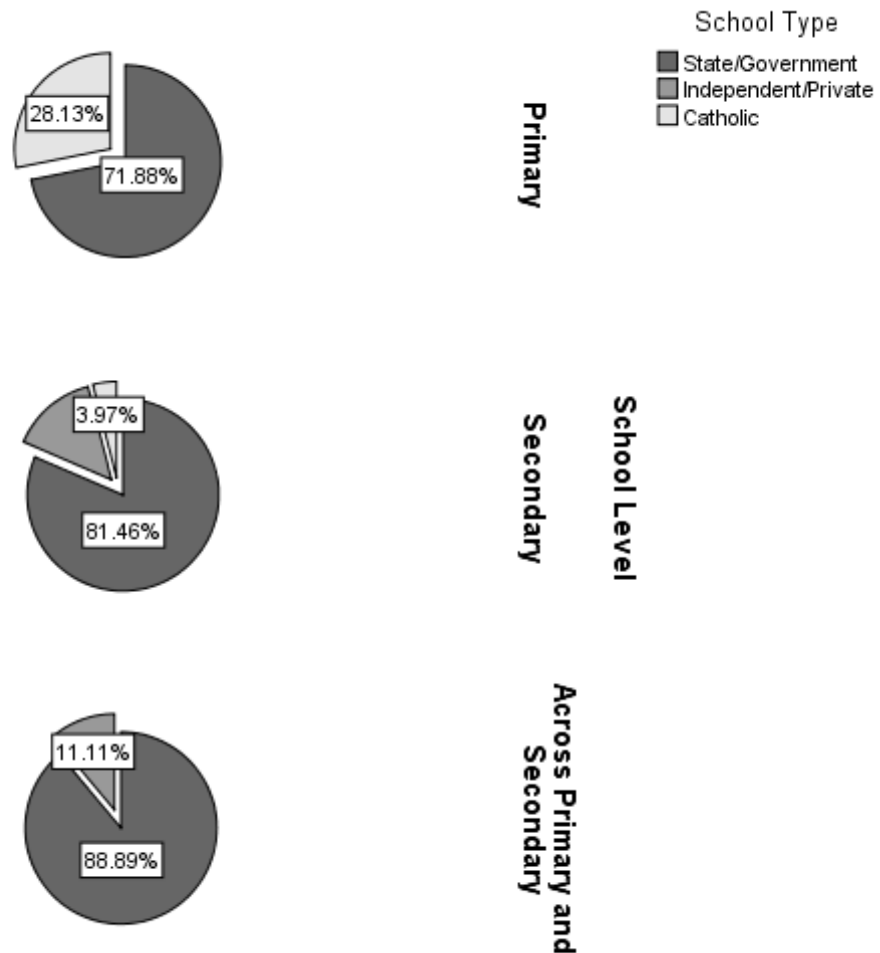 School Type
State/Government
Independent/Private
Catholic
28.13%
71.88%
Primary
3.97%
81.46%
Secondary
School Level
11.11%
88.89%
Across Primary and
Secondary